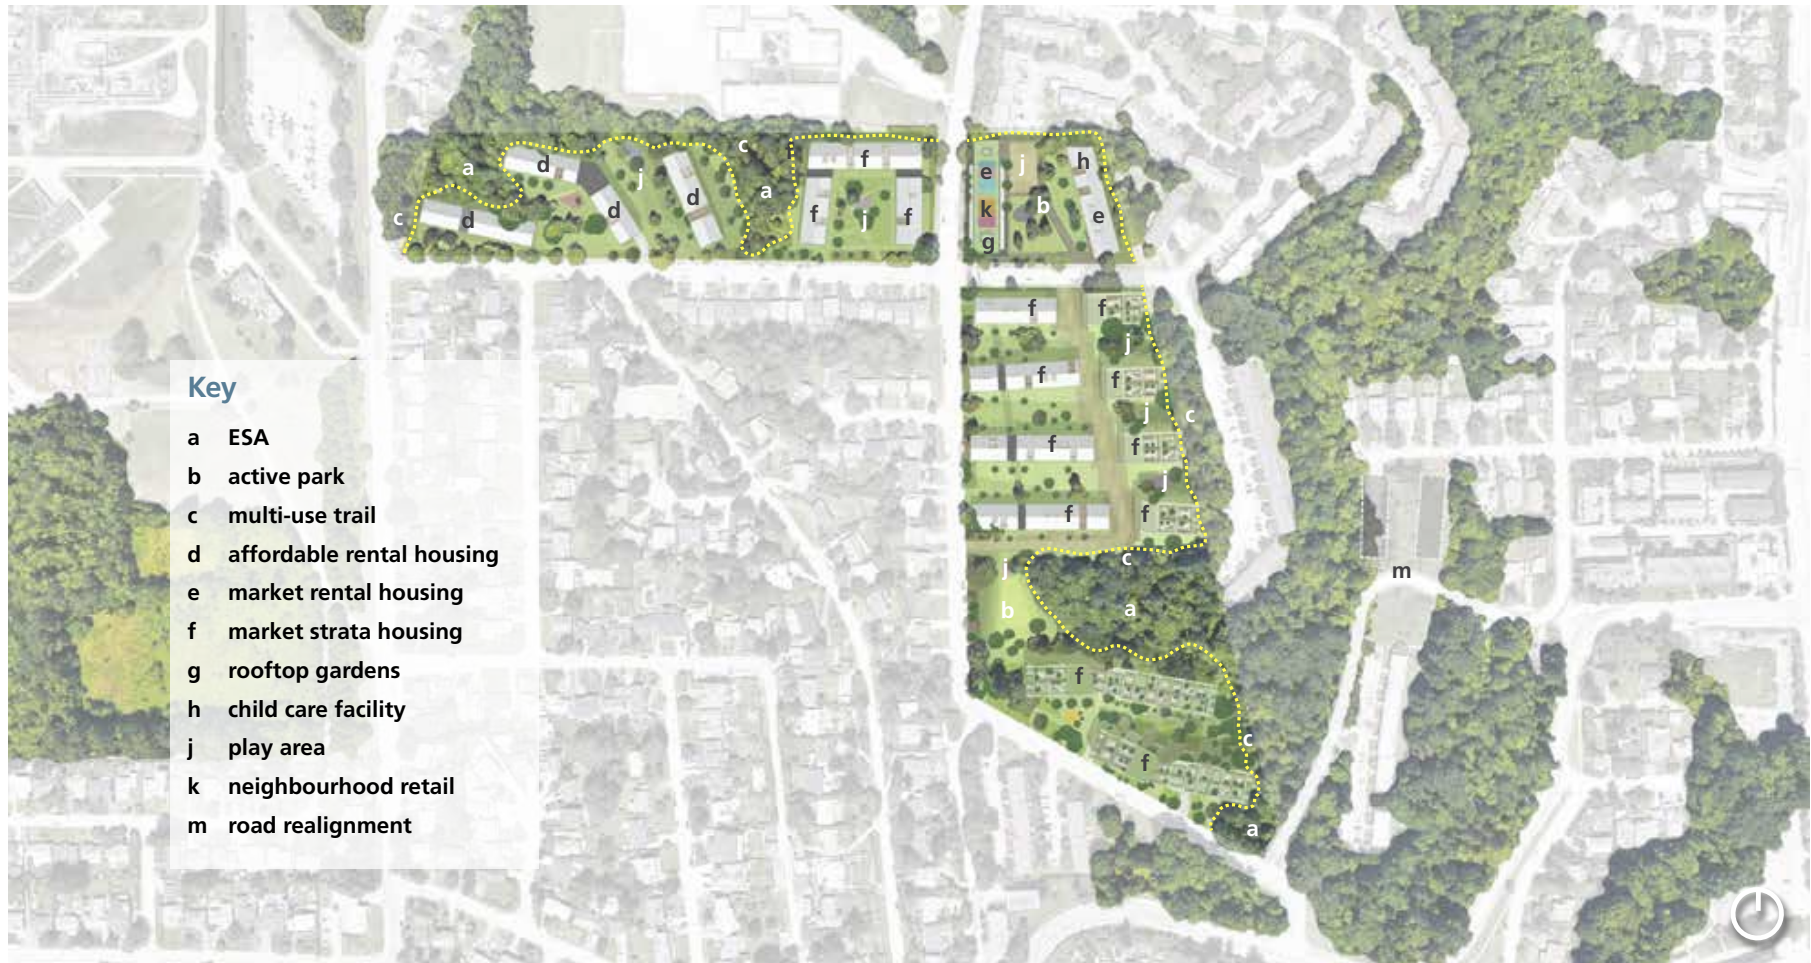 c
d
f
h
a
j
e
j
d
a
d
k
b
c
d
f
j
f
e
g
f
f
j
f
f
j
c
f
f
j
f
f
c
j
b
a
m
f
c
f
a
Key
a ESA
b active park
c multi-use trail
d affordable rental housing
e market rental housing
f market strata housing
g rooftop gardens
h child care facility
j play area
k neighbourhood retail
m road realignment